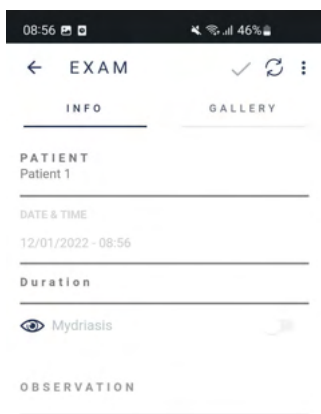 08:56 46%
EXAM
INFO GALLERY
PATIENT
Patient 1
DATE & TIME
12/01/2022 - 08:56
Duration
Mydriasis
OBSERVATION